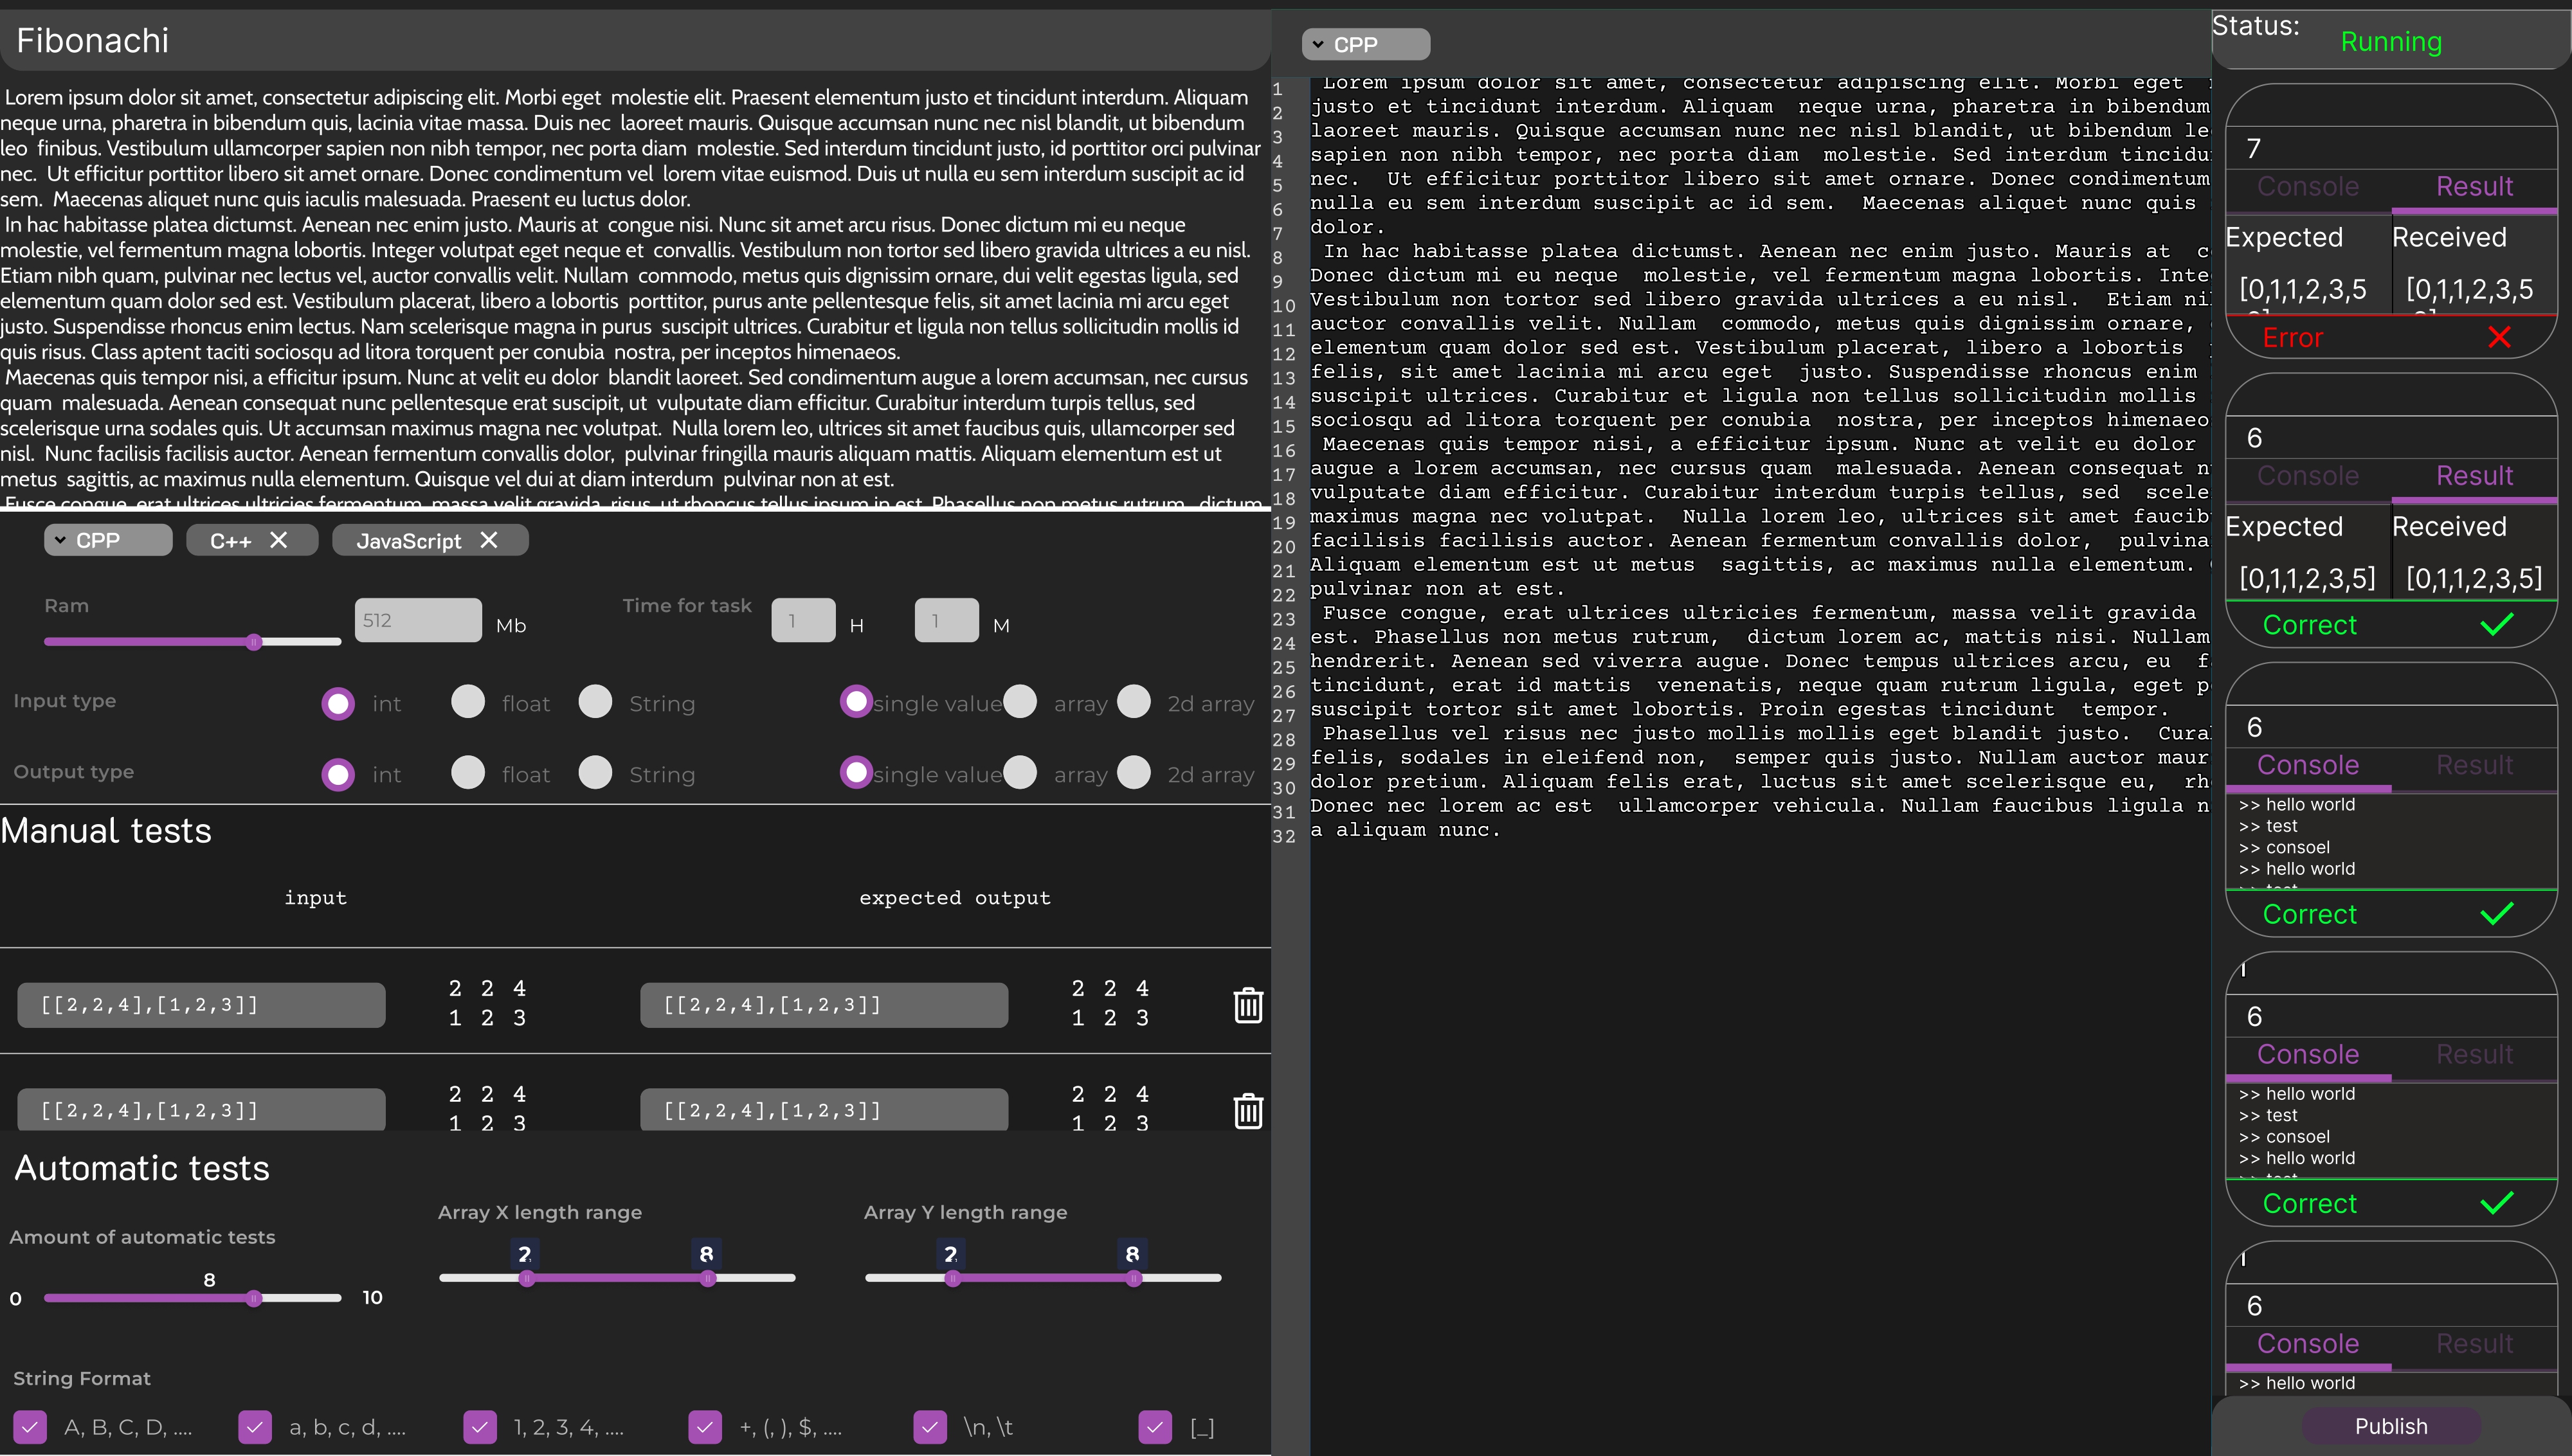 Fibonachi
Lorem ipsum dolor sit amet, consectetur adipiscing elit. Morbi eget molestie elit. Praesent elementum justo et tincidunt interdum. Aliquam
neque urna, pharetra in bibendum quis, lacinia vitae massa. Duis nec laoreet mauris. Quisque accumsan nunc nec nisl blandit, ut bibendum
leo finibus. Vestibulum ullamcorper sapien non nibh tempor, nec porta diam molestie. Sed interdum tincidunt justo, id porttitor orci pulvinar
nec. Ut efficitur porttitor libero sit amet ornare. Donec condimentum vel lorem vitae euismod. Duis ut nulla eu sem interdum suscipit ac id
sem. Maecenas aliquet nunc quis iaculis malesuada. Praesent eu luctus dolor.
In hac habitasse platea dictumst. Aenean nec enim justo. Mauris at congue nisi. Nunc sit amet arcu risus. Donec dictum mi eu neque
molestie, vel fermentum magna lobortis. Integer volutpat eget neque et convallis. Vestibulum non tortor sed libero gravida ultrices a eu nisl.
Etiam nibh quam, pulvinar nec lectus vel, auctor convallis velit. Nullam commodo, metus quis dignissim ornare, dui velit egestas ligula, sed
elementum quam dolor sed est. Vestibulum placerat, libero a lobortis porttitor, purus ante pellentesque felis, sit amet lacinia mi arcu eget
justo. Suspendisse rhoncus enim lectus. Nam scelerisque magna in purus suscipit ultrices. Curabitur et ligula non tellus sollicitudin mollis id
quis risus. Class aptent taciti sociosqu ad litora torquent per conubia nostra, per inceptos himenaeos.
Maecenas quis tempor nisi, a efficitur ipsum. Nunc at velit eu dolor blandit laoreet. Sed condimentum augue a lorem accumsan, nec cursus
quam malesuada. Aenean consequat nunc pellentesque erat suscipit, ut vulputate diam efficitur. Curabitur interdum turpis tellus, sed
scelerisque urna sodales quis. Ut accumsan maximus magna nec volutpat. Nulla lorem leo, ultrices sit amet faucibus quis, ullamcorper sed
nisl. Nunc facilisis facilisis auctor. Aenean fermentum convallis dolor, pulvinar fringilla mauris aliquam mattis. Aliquam elementum est ut
metus sagittis, ac maximus nulla elementum. Quisque vel dui at diam interdum pulvinar non at est.
Fusce congue, erat ultrices ultricies fermentum, massa velit gravida risus, ut rhoncus tellus ipsum in est. Phasellus non metus rutrum, dictum
CPP C++ JavaScript
Ram 512 Mb Time for task 1 H 1 M
Input type int float String single value array 2d array
Output type int float String single value array 2d array
Manual tests
input expected output
[[2,2,4],[1,2,3]] 2 2 4 [[2,2,4],[1,2,3]] 2 2 4
1 2 3 1 2 3
[[2,2,4],[1,2,3]] 2 2 4 [[2,2,4],[1,2,3]] 2 2 4
1 2 3 1 2 3
Automatic tests
Amount of automatic tests
0 8 10
Array X length range
2 8
Array Y length range
2 8
String Format
A, B, C, D, .... a, b, c, d, .... 1, 2, 3, 4, .... +, (, ), $, .... \n, \t [_]
CPP
1 Lorem ipsum dolor sit amet, consectetur adipiscing elit. Morbi eget
2 justo et tincidunt interdum. Aliquam neque urna, pharetra in bibendum
3 laoreet mauris. Quisque accumsan nunc nec nisl blandit, ut bibendum le
4 sapien non nibh tempor, nec porta diam molestie. Sed interdum tincidu
5 nec. Ut efficitur porttitor libero sit amet ornare. Donec condimentum
6 nulla eu sem interdum suscipit ac id sem. Maecenas aliquet nunc quis
7 dolor.
8 In hac habitasse platea dictumst. Aenean nec enim justo. Mauris at c
9 Donec dictum mi eu neque molestie, vel fermentum magna lobortis. Inte
10 Vestibulum non tortor sed libero gravida ultrices a eu nisl. Etiam ni
11 auctor convallis velit. Nullam commodo, metus quis dignissim ornare,
12 elementum quam dolor sed est. Vestibulum placerat, libero a lobortis
13 felis, sit amet lacinia mi arcu eget justo. Suspendisse rhoncus enim
14 suscipit ultrices. Curabitur et ligula non tellus sollicitudin mollis
15 sociosqu ad litora torquent per conubia nostra, per inceptos himenaeo
16 Maecenas quis tempor nisi, a efficitur ipsum. Nunc at velit eu dolor
17 augue a lorem accumsan, nec cursus quam malesuada. Aenean consequat n
18 vulputate diam efficitur. Curabitur interdum turpis tellus, sed scele
19 maximus magna nec volutpat. Nulla lorem leo, ultrices sit amet faucib
20 facilisis facilisis auctor. Aenean fermentum convallis dolor, pulvina
21 Aliquam elementum est ut metus sagittis, ac maximus nulla elementum.
22 pulvinar non at est.
23 Fusce congue, erat ultrices ultricies fermentum, massa velit gravida
24 est. Phasellus non metus rutrum, dictum lorem ac, mattis nisi. Nullam
25 hendrerit. Aenean sed viverra augue. Donec tempus ultrices arcu, eu f
26 tincidunt, erat id mattis venenatis, neque quam rutrum ligula, eget p
27 suscipit tortor sit amet lobortis. Proin egestas tincidunt tempor.
28 Phasellus vel risus nec justo mollis mollis eget blandit justo. Cura
29 felis, sodales in eleifend non, semper quis justo. Nullam auctor maur
30 dolor pretium. Aliquam felis erat, luctus sit amet scelerisque eu, rh
31 Donec nec lorem ac est ullamcorper vehicula. Nullam faucibus ligula n
32 a aliquam nunc.
Status:
Running
7
Console Result
Expected Received
[0,1,1,2,3,5 [0,1,1,2,3,5
Error
6
Console Result
Expected Received
[0,1,1,2,3,5] [0,1,1,2,3,5]
Correct
6
Console Result
>> hello world
>> test
>> consoel
>> hello world
>> test
Correct
6
Console Result
>> hello world
>> test
>> consoel
>> hello world
>> test
Correct
6
Console Result
>> hello world
Publish